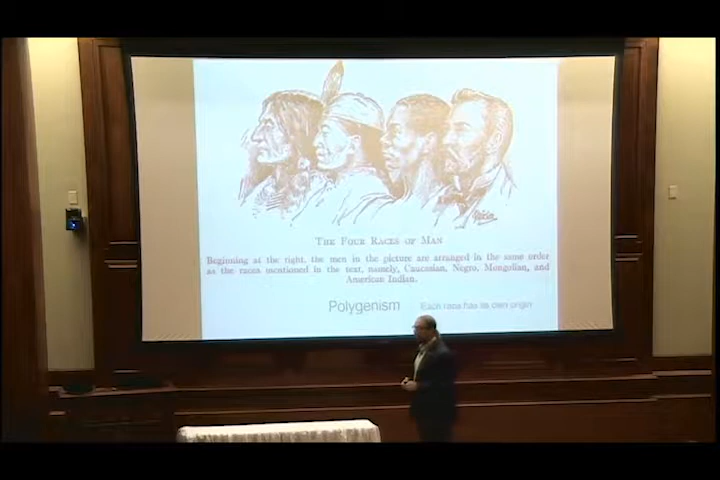 The Four Races of Man
Beginning at the right, the men in the picture are arranged in the same order
as the races mentioned in the text, namely, Caucasian, Negro, Mongolian, and
American Indian.
Polygenism Each race has its own origin